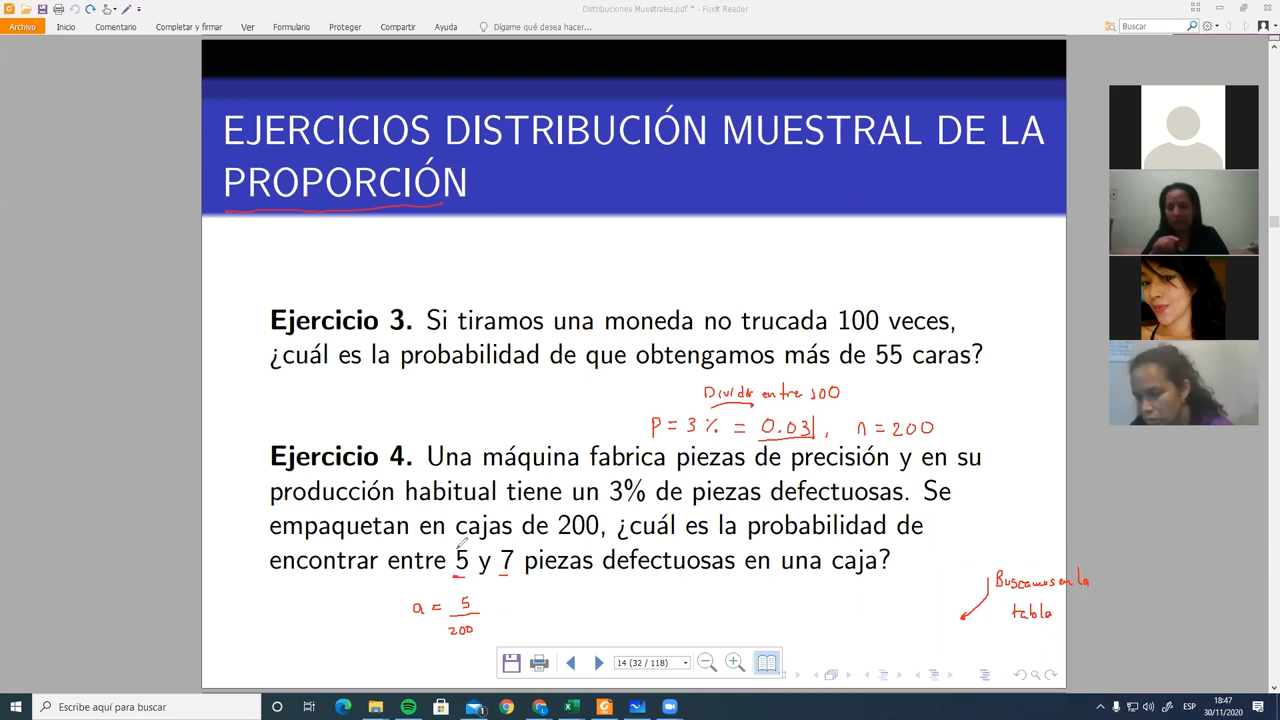 Distribuciones Muestrales.pdf * - Foxit Reader
Archivo Inicio Comentario Completar y firmar Ver Formulario Proteger Compartir Ayuda Dígame qué desea hacer... Buscar
EJERCICIOS DISTRIBUCIÓN MUESTRAL DE LA
PROPORCIÓN
Ejercicio 3. Si tiramos una moneda no trucada 100 veces,
¿cuál es la probabilidad de que obtengamos más de 55 caras?
Dividir entre 100
P = 3 % = 0.03, n = 200
Ejercicio 4. Una máquina fabrica piezas de precisión y en su
producción habitual tiene un 3% de piezas defectuosas. Se
empaquetan en cajas de 200, ¿cuál es la probabilidad de
encontrar entre 5 y 7 piezas defectuosas en una caja?
Buscamos en la
tabla
a = 5
200
14 (32 / 118)
Escribe aquí para buscar
18:47
30/11/2020